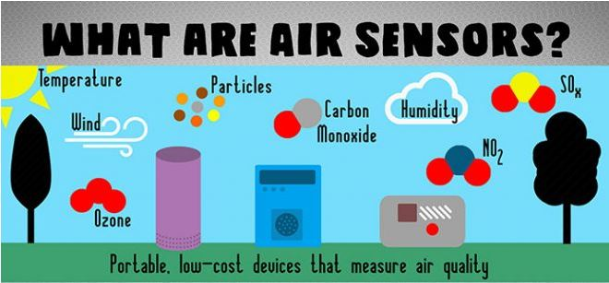 WHAT ARE AIR SENSORS?
Temperature
Particles
SOx
Wind
Carbon
Monoxide
Humidity
NO2
Ozone
Portable, low-cost devices that measure air quality